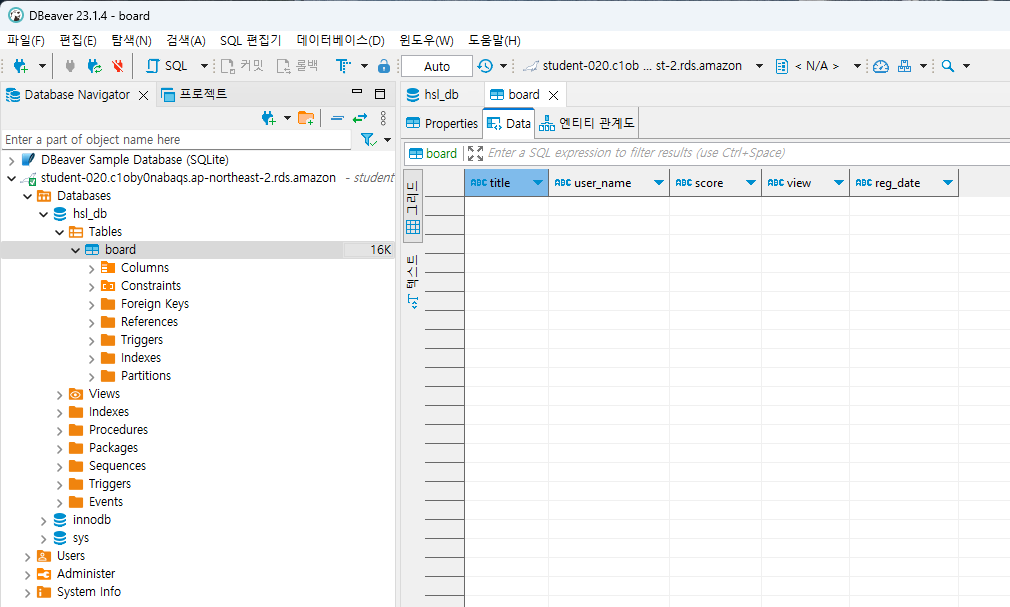 DBeaver 23.1.4 - board
파일(F) 편집(E) 탐색(N) 검색(A) SQL 편집기 데이터베이스(D) 윈도우(W) 도움말(H)
SQL 커밋 롤백 Auto student-020.c1ob ... st-2.rds.amazon < N/A >
Database Navigator 프로젝트
Enter a part of object name here
DBeaver Sample Database (SQLite)
student-020.c1oby0nabaqs.ap-northeast-2.rds.amazon - student
Databases
hsl_db
Tables
board 16K
Columns
Constraints
Foreign Keys
References
Triggers
Indexes
Partitions
Views
Indexes
Procedures
Packages
Sequences
Triggers
Events
innodb
sys
Users
Administer
System Info
hsl_db board
Properties Data 엔티티 관계도
board Enter a SQL expression to filter results (use Ctrl+Space)
그리드
텍스트
ABC title ABC user_name ABC score ABC view ABC reg_date